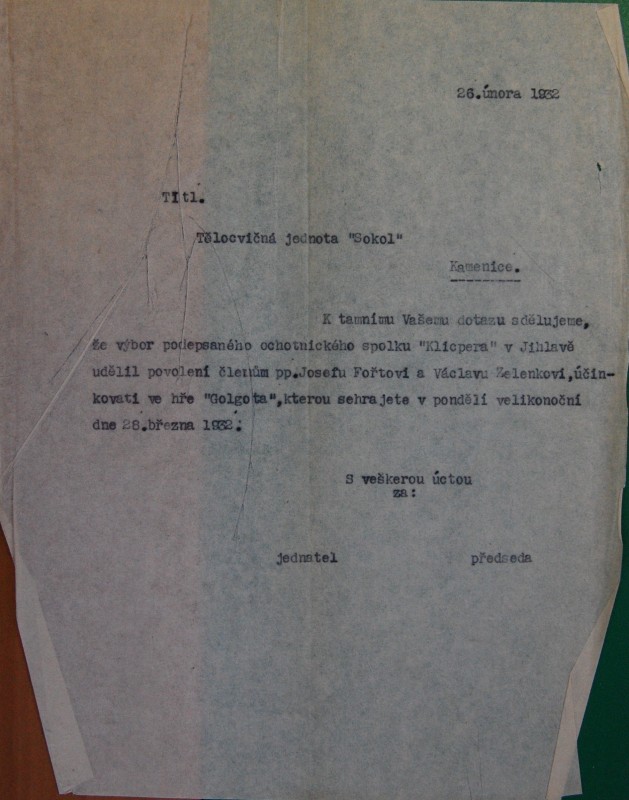 26.února 1932
Titl.
Tělocvičná jednota "Sokol"
Kamenice.
K tamnímu Vašemu dotazu sdělujeme,
že výbor podepsaného ochotnického spolku "Klicpera" v Jihlavě
udělil povolení členům pp.Josefu Fořtovi a Václavu Zelenkovi,účin-
kovati ve hře "Golgota",kterou sehrajete v pondělí velikonoční
dne 28.března 1932.
S veškerou úctou
za:
jednatel předseda